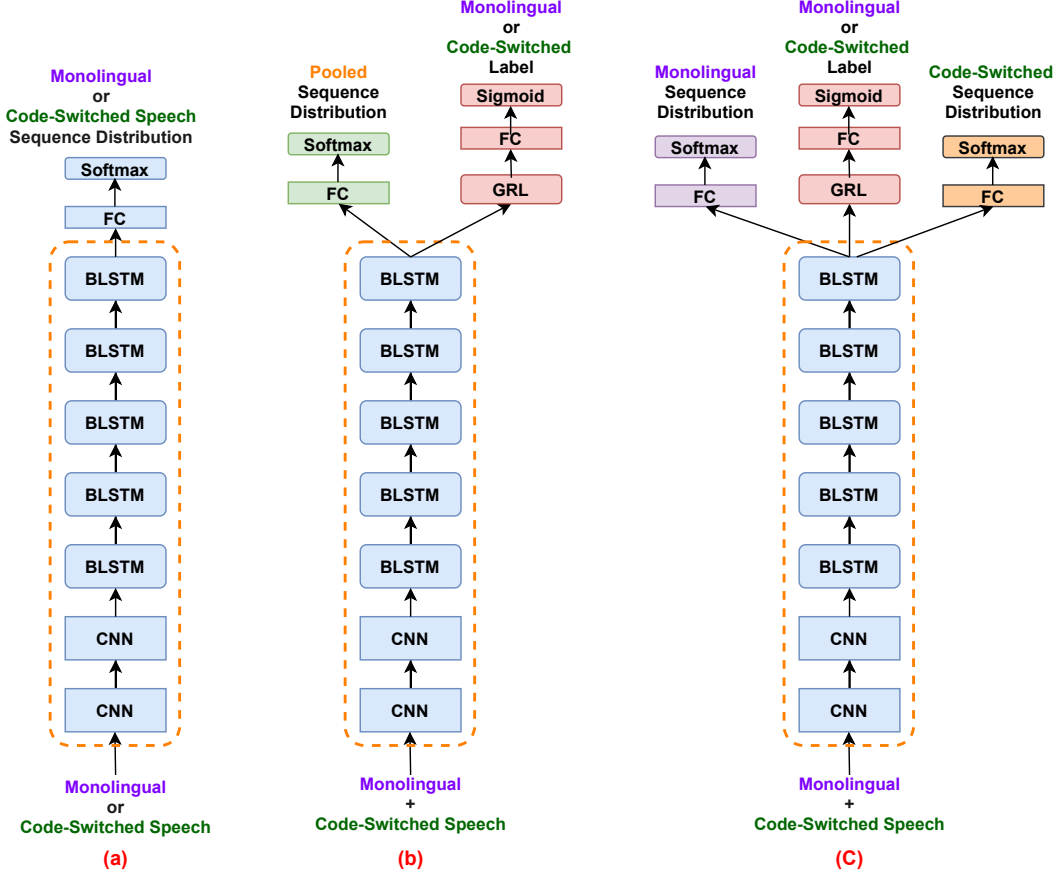 Monolingual
or
Code-Switched Speech
Sequence Distribution
Softmax
FC
BLSTM
BLSTM
BLSTM
BLSTM
BLSTM
CNN
CNN
Monolingual
or
Code-Switched Speech
(a)
Pooled
Sequence
Distribution
Softmax
FC
Monolingual
or
Code-Switched
Label
Sigmoid
FC
GRL
BLSTM
BLSTM
BLSTM
BLSTM
BLSTM
CNN
CNN
Monolingual
+
Code-Switched Speech
(b)
Monolingual
Sequence
Distribution
Softmax
FC
Monolingual
or
Code-Switched
Label
Sigmoid
FC
GRL
Code-Switched
Sequence
Distribution
Softmax
FC
BLSTM
BLSTM
BLSTM
BLSTM
BLSTM
CNN
CNN
Monolingual
+
Code-Switched Speech
(C)